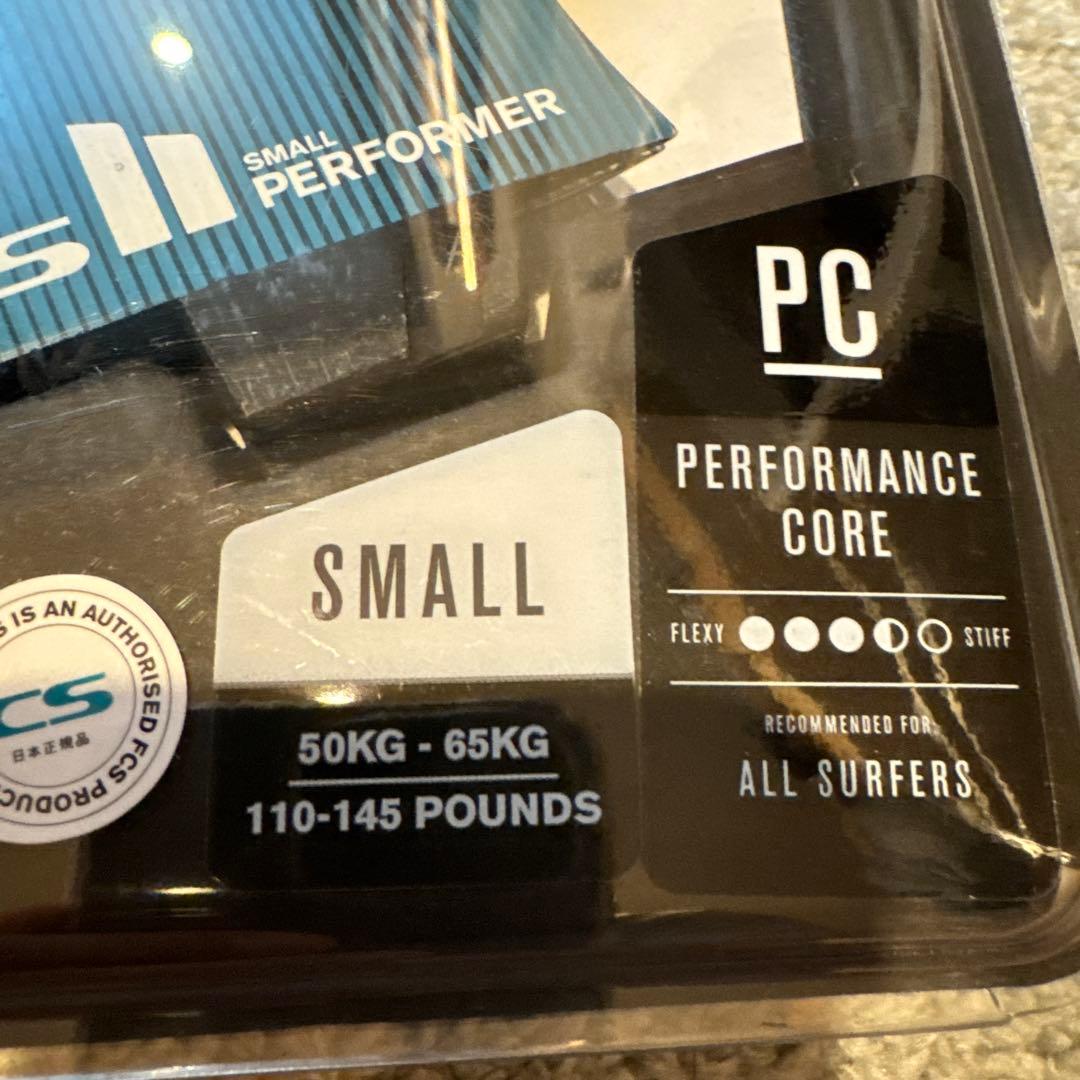 SMALL
PERFORMER
S
PC
PERFORMANCE
CORE
FLEXY STIFF
RECOMMENDED FOR:
ALL SURFERS
SMALL
50KG - 65KG
110-145 POUNDS
S IS AN AUTHORISED FCS PRODUC
CS
日本正規品